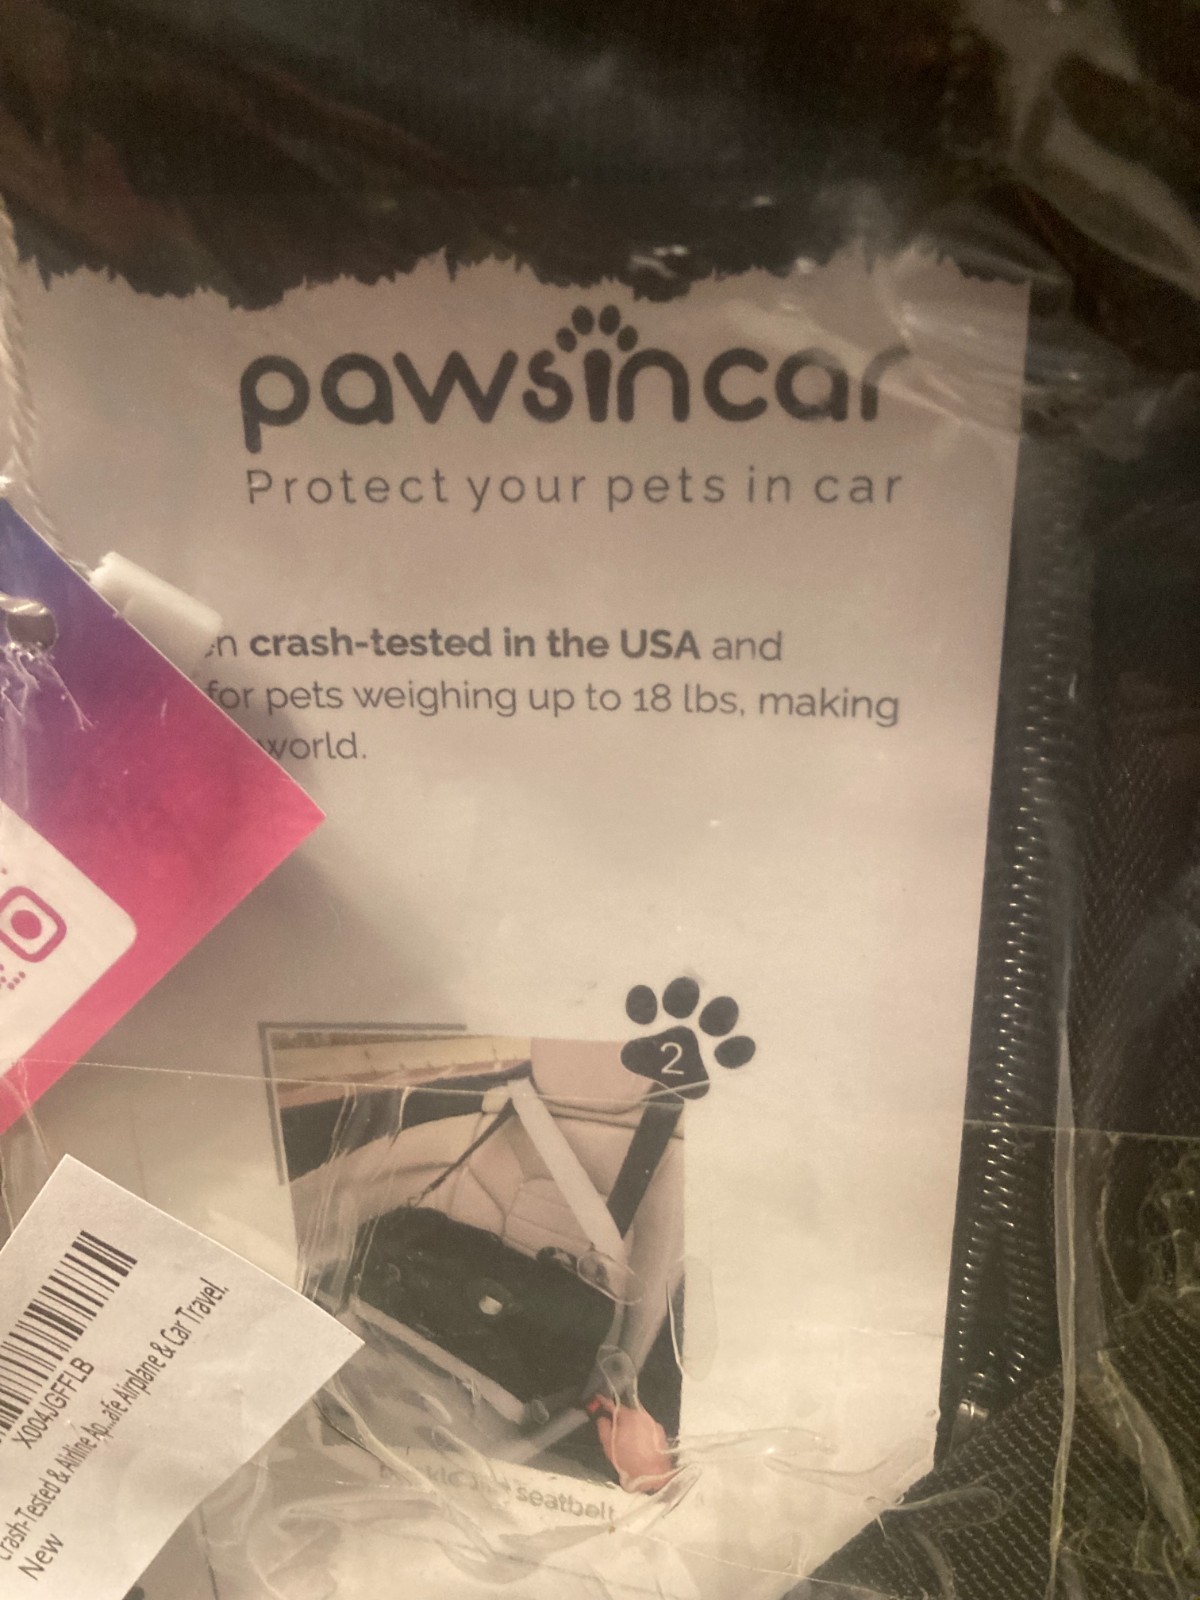 pawsincar
Protect your pets in car
crash-tested in the USA and
for pets weighing up to 18 lbs, making
world.
2
seatbelt
X004JGFFLB
Crash-Tested & Airline Ap...afe Airplane & Car Travel,
New